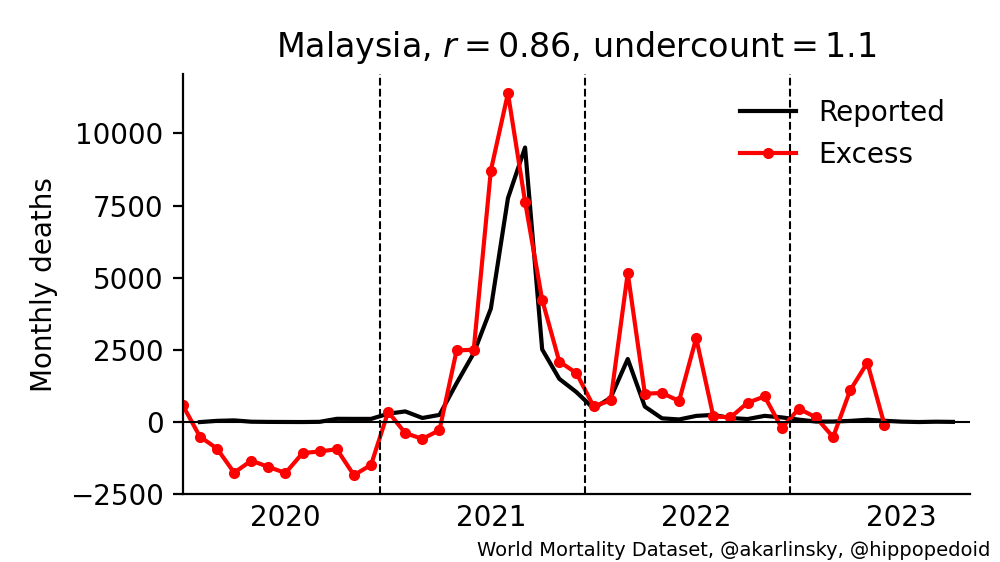 Malaysia, r = 0.86, undercount = 1.1
Reported
Excess
Monthly deaths
10000
7500
5000
2500
0
−2500
2020 2021 2022 2023
World Mortality Dataset, @akarlinsky, @hippopedoid